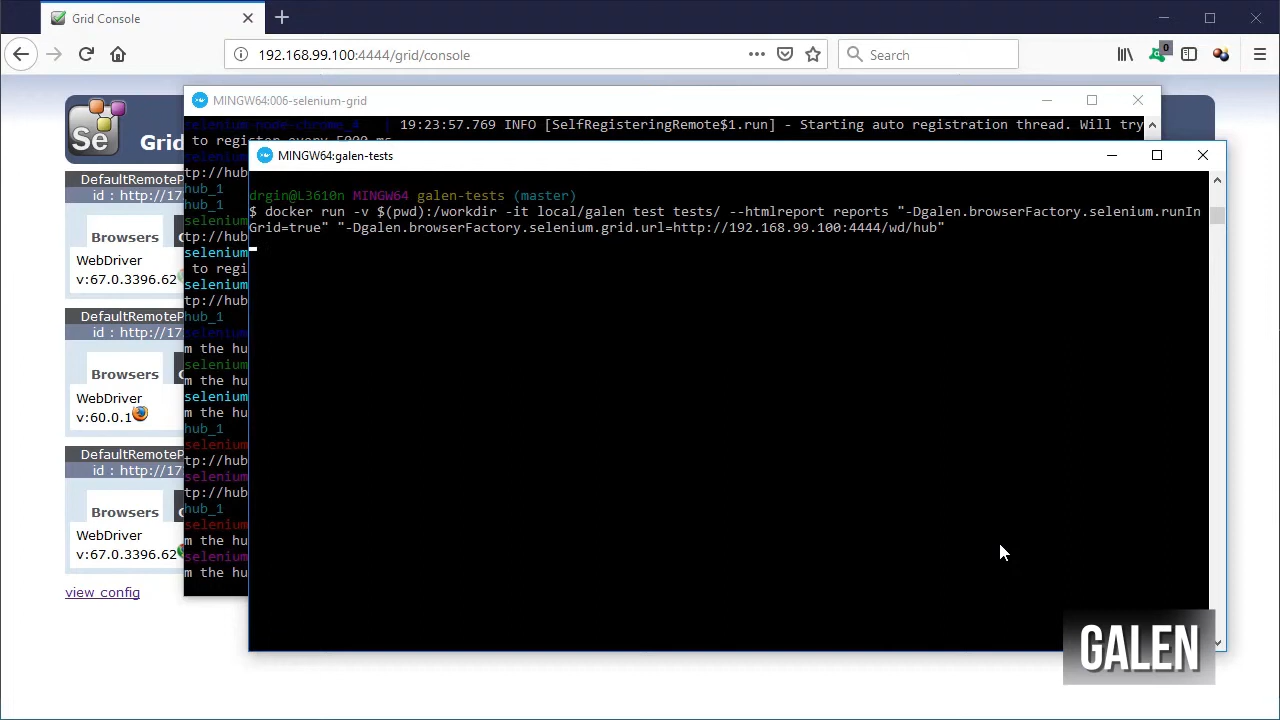 Grid Console
192.168.99.100:4444/grid/console
Search
0
Se
Grid
MINGW64:006-selenium-grid
| 19:23:57.769 INFO [SelfRegisteringRemote$1.run] - Starting auto registration thread. Will try
to regis
MINGW64:galen-tests
drgin@L3610n MINGW64 galen-tests (master)
$ docker run -v $(pwd):/workdir -it local/galen test tests/ --htmlreport reports "-Dgalen.browserFactory.selenium.runIn
Grid=true" "-Dgalen.browserFactory.selenium.grid.url=http://192.168.99.100:4444/wd/hub"
DefaultRemoteP
id : http://17
Browsers
WebDriver
v:67.0.3396.62
DefaultRemoteP
id : http://17
Browsers
WebDriver
v:60.0.1
DefaultRemoteP
id : http://17
Browsers
WebDriver
v:67.0.3396.62
view config
selenium
tp://hub
hub_1
hub_1
selenium
tp://hub
selenium
to regi
selenium
tp://hub
hub_1
selenium
m the hu
selenium
m the hu
selenium
m the hu
hub_1
selenium
tp://hub
selenium
tp://hub
hub_1
selenium
m the hu
selenium
m the hu
GALEN